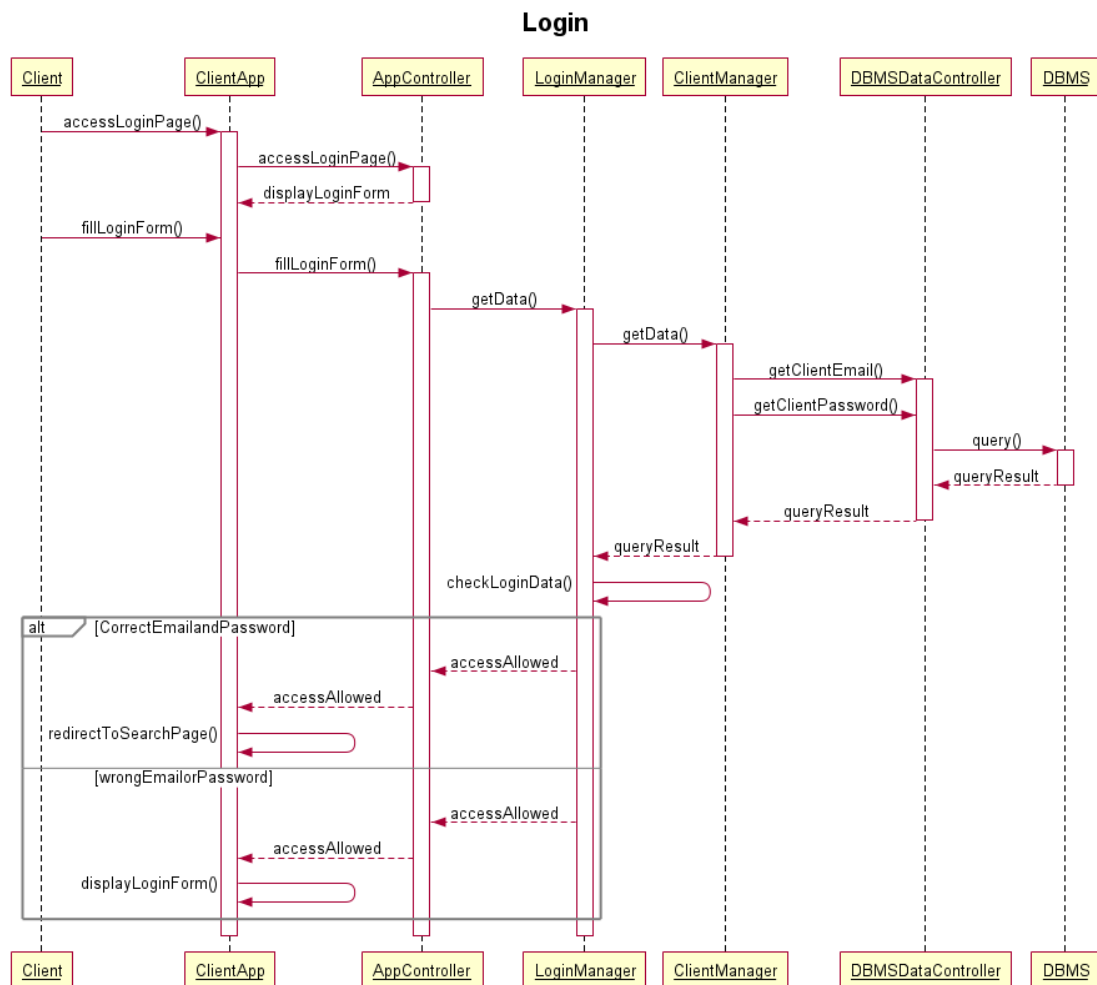 Login
Client ClientApp AppController LoginManager ClientManager DBMSDataController DBMS
accessLoginPage()
accessLoginPage()
displayLoginForm
fillLoginForm()
fillLoginForm()
getData()
getData()
getClientEmail()
getClientPassword()
query()
queryResult
queryResult
queryResult
checkLoginData()
alt [CorrectEmailandPassword]
accessAllowed
accessAllowed
redirectToSearchPage()
[wrongEmailorPassword]
accessAllowed
accessAllowed
displayLoginForm()
Client ClientApp AppController LoginManager ClientManager DBMSDataController DBMS